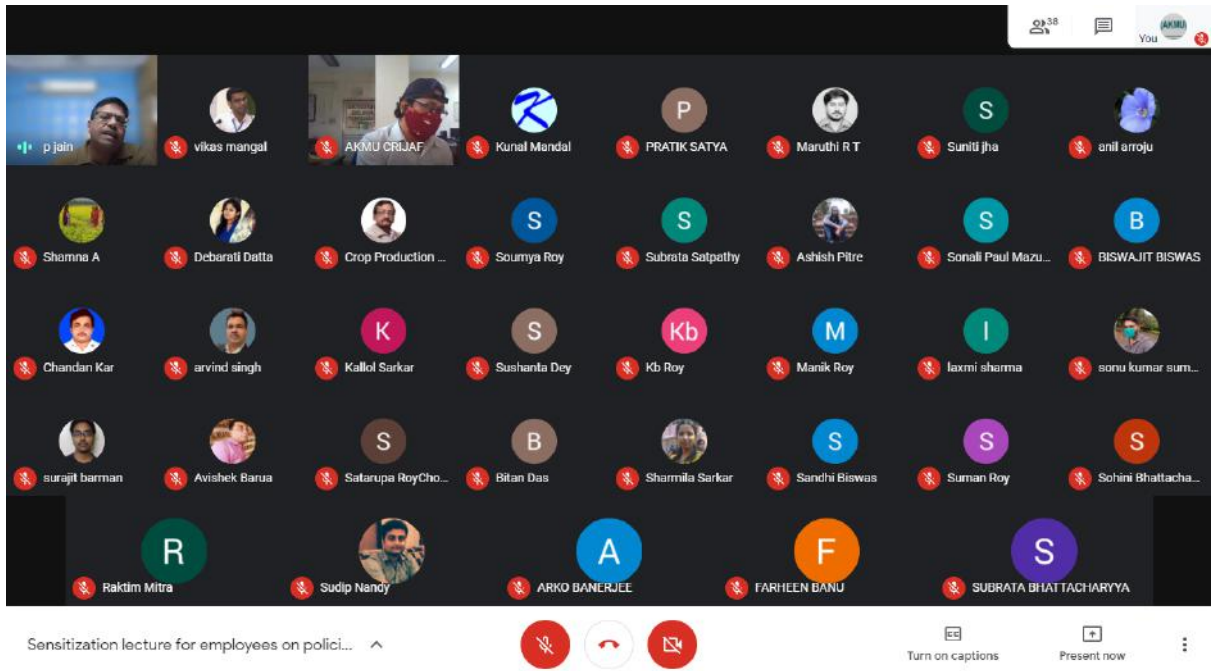 38
AKMU
You
p jain
vikas mangal
AKMU CRIJAF
Kunal Mandal
P
PRATIK SATYA
Maruthi R T
S
Suniti jha
anil arroju
Shamna A
Debarati Datta
Crop Production ...
S
Soumya Roy
S
Subrata Satpathy
Ashish Pitre
S
Sonali Paul Mazu...
B
BISWAJIT BISWAS
Chandan Kar
arvind singh
K
Kallol Sarkar
S
Sushanta Dey
Kb
Kb Roy
M
Manik Roy
l
laxmi sharma
sonu kumar sum...
surajit barman
Avishek Barua
S
Satarupa RoyCho...
B
Bitan Das
Sharmila Sarkar
S
Sandhi Biswas
S
Suman Roy
S
Sohini Bhattacha...
R
Raktim Mitra
Sudip Nandy
A
ARKO BANERJEE
F
FARHEEN BANU
S
SUBRATA BHATTACHARYYA
Sensitization lecture for employees on polici...
CC
Turn on captions
Present now